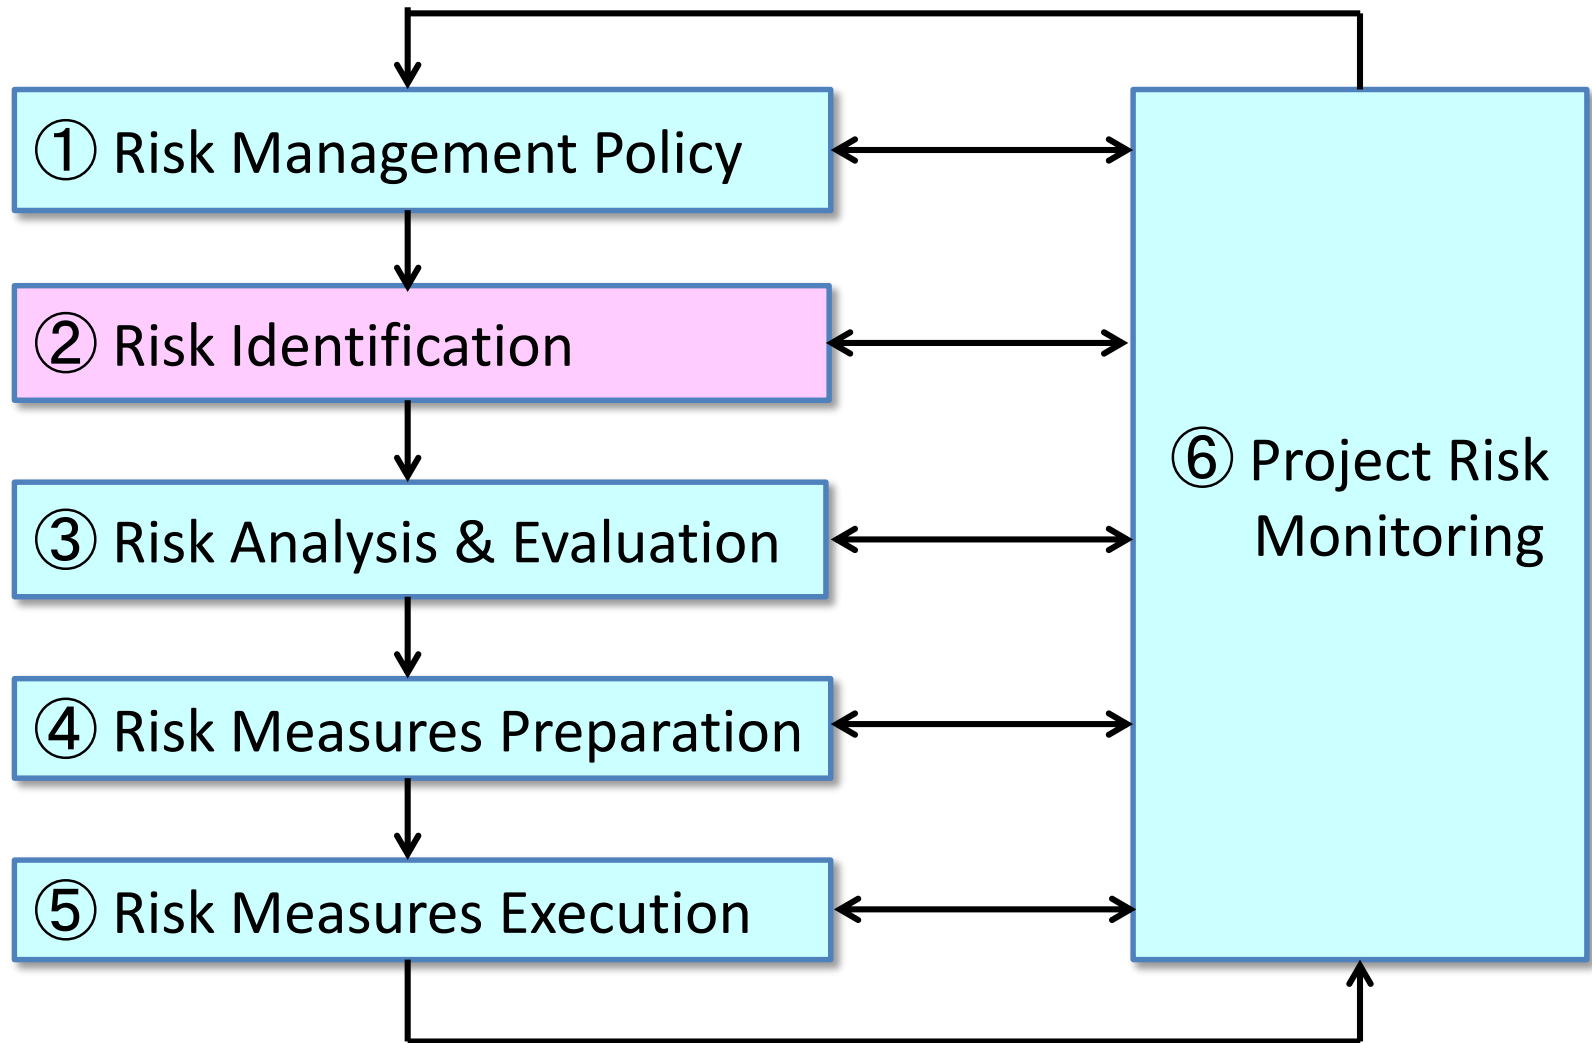 ① Risk Management Policy
② Risk Identification
③ Risk Analysis & Evaluation
④ Risk Measures Preparation
⑤ Risk Measures Execution
⑥ Project Risk
Monitoring